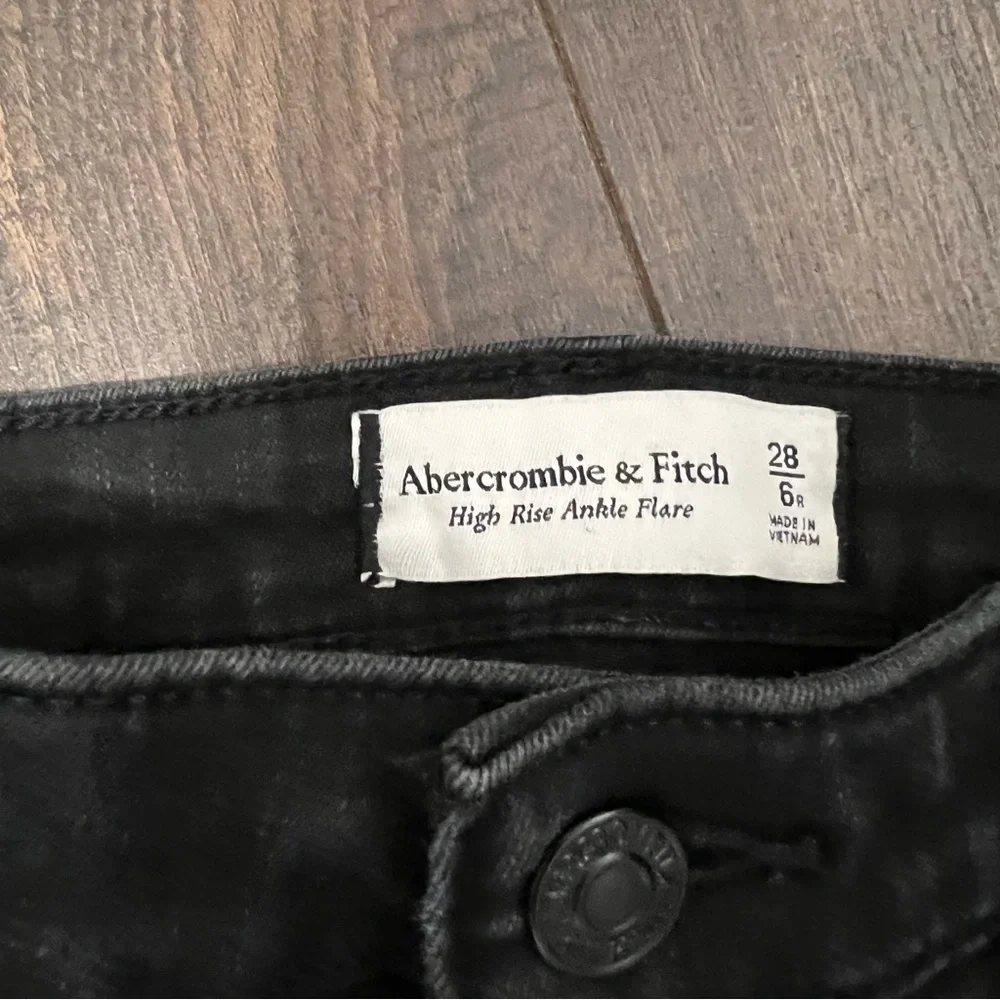 Abercrombie & Fitch
High Rise Ankle Flare
28
6R
MADE IN
VIETNAM